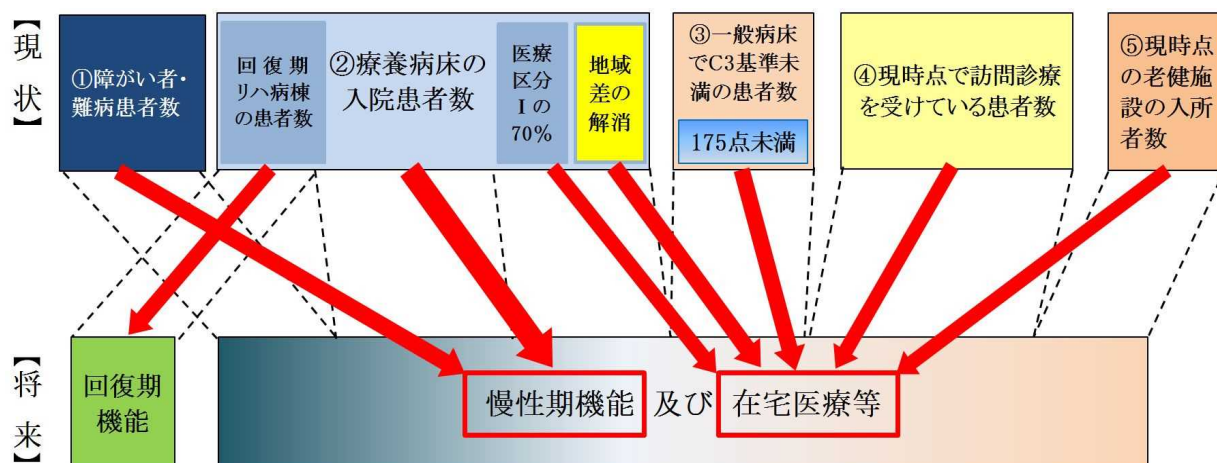 【現状】
①障がい者・
難病患者数
回復期
リハ病棟
の患者数
②療養病床の
入院患者数
医療
区分
Ⅰの
70％
地域
差の
解消
③一般病床
でC3基準未
満の患者数
175点未満
④現時点で訪問診療
を受けている患者数
⑤現時点
の老健施
設の入所
者数
【将来】
回復期
機能
慢性期機能 及び 在宅医療等